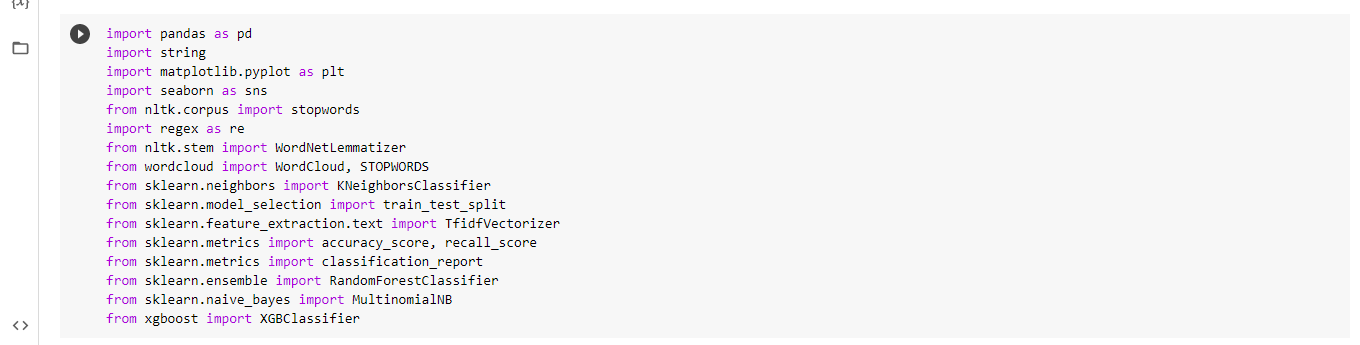 {x}
import pandas as pd
import string
import matplotlib.pyplot as plt
import seaborn as sns
from nltk.corpus import stopwords
import regex as re
from nltk.stem import WordNetLemmatizer
from wordcloud import WordCloud, STOPWORDS
from sklearn.neighbors import KNeighborsClassifier
from sklearn.model_selection import train_test_split
from sklearn.feature_extraction.text import TfidfVectorizer
from sklearn.metrics import accuracy_score, recall_score
from sklearn.metrics import classification_report
from sklearn.ensemble import RandomForestClassifier
from sklearn.naive_bayes import MultinomialNB
from xgboost import XGBClassifier